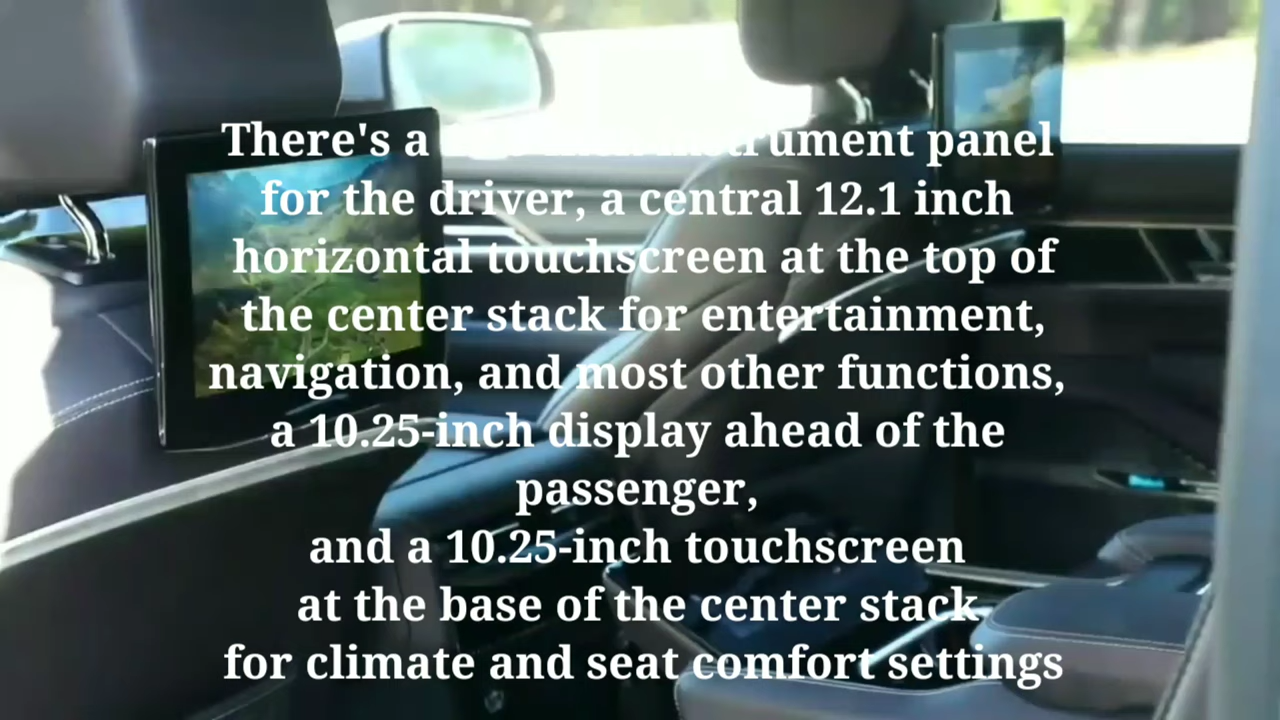 There's a instrument panel
for the driver, a central 12.1 inch
horizontal touchscreen at the top of
the center stack for entertainment,
navigation, and most other functions,
a 10.25-inch display ahead of the
passenger,
and a 10.25-inch touchscreen
at the base of the center stack
for climate and seat comfort settings